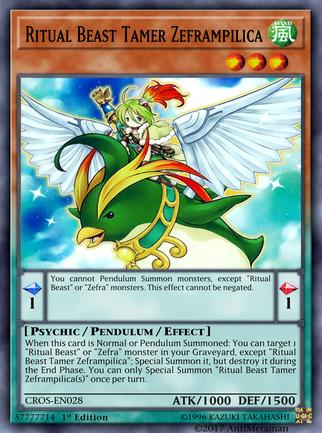 RITUAL BEAST TAMER ZEFRAMPILICA
WIND
風
You cannot Pendulum Summon monsters, except "Ritual
Beast" or "Zefra" monsters. This effect cannot be negated.
1
1
[ PSYCHIC / PENDULUM / EFFECT ]
When this card is Normal or Pendulum Summoned: You can target 1
"Ritual Beast" or "Zefra" monster in your Graveyard, except "Ritual
Beast Tamer Zeframpilica"; Special Summon it, but destroy it during
the End Phase. You can only Special Summon "Ritual Beast Tamer
Zeframpilica(s)" once per turn.
CROS-EN028
ATK/1000 DEF/1500
57777714
1st Edition
©1996 KAZUKI TAKAHASHI
©2017 AntiMetaman